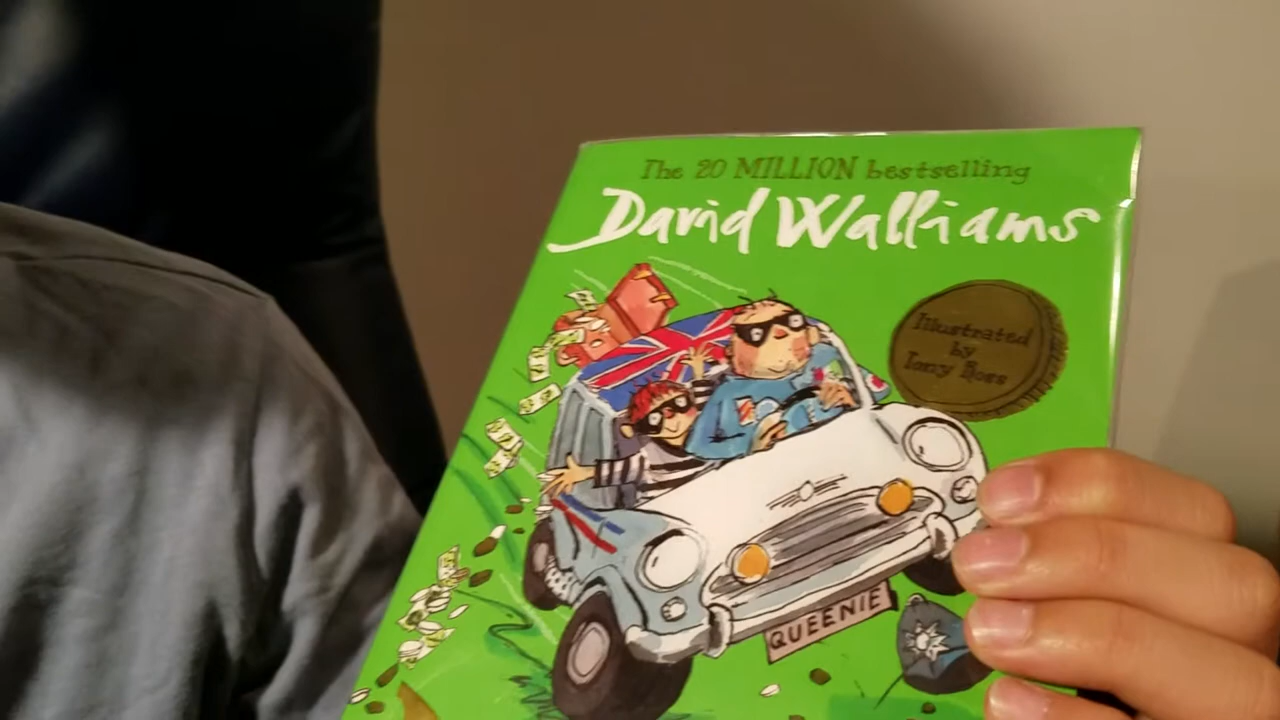 The 20 MILLION bestselling
David Walliams
Illustrated
by
Tony Ross
QUEENIE